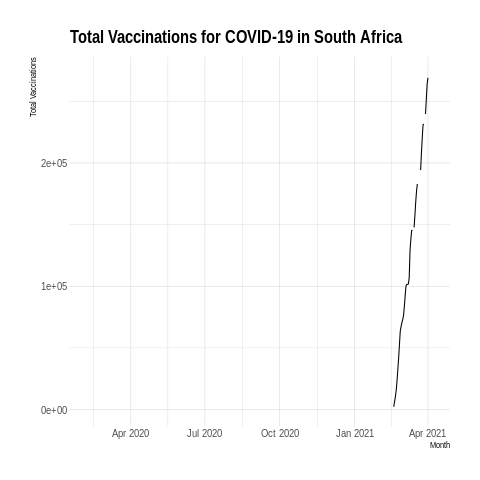 Total Vaccinations for COVID-19 in South Africa
Total Vaccinations
2e+05
1e+05
0e+00
Apr 2020 Jul 2020 Oct 2020 Jan 2021 Apr 2021
Month